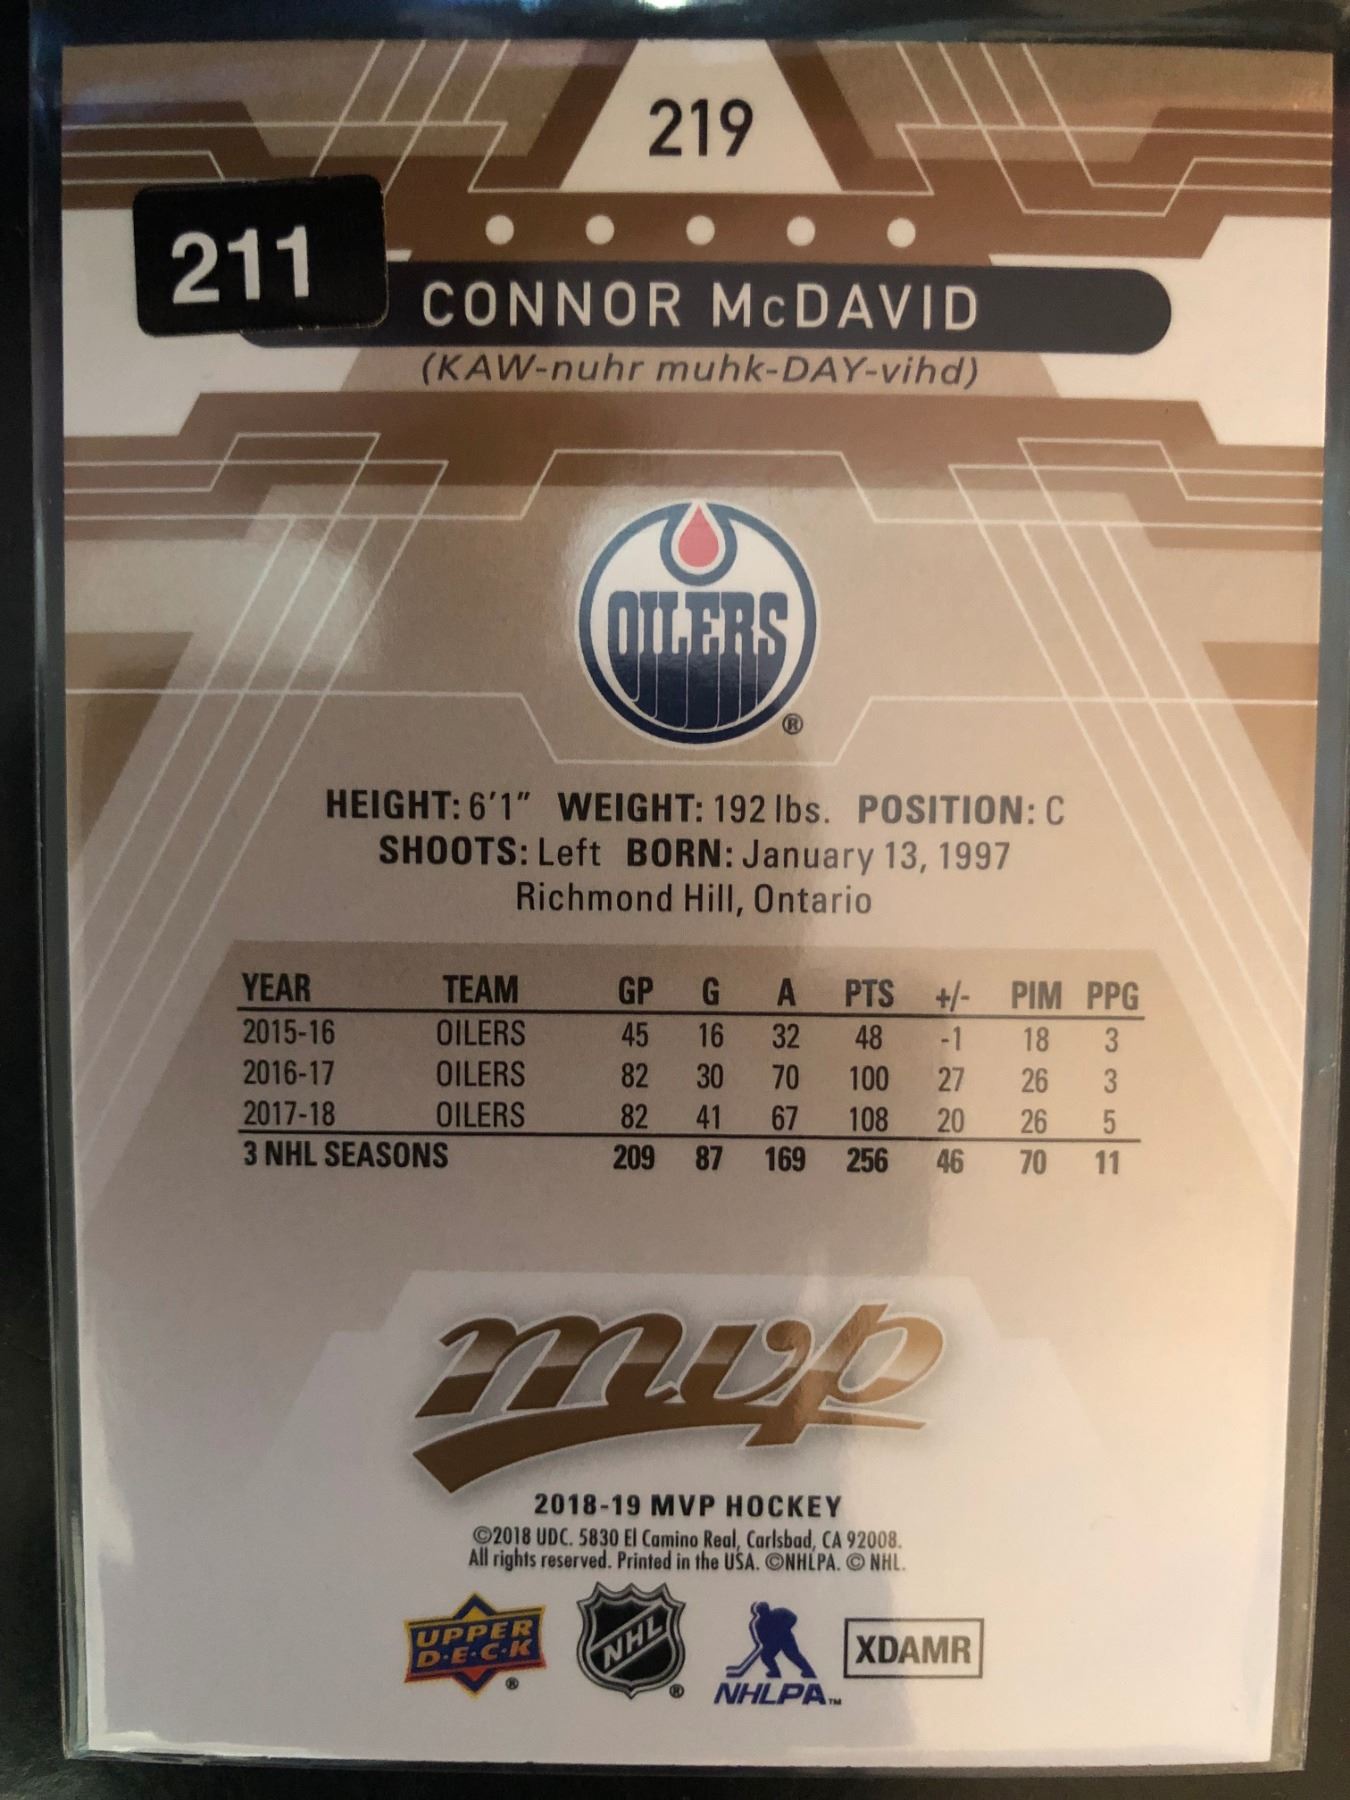 219
211
CONNOR McDAVID
(KAW-nuhr muhk-DAY-vihd)
OILERS
®
HEIGHT: 6'1" WEIGHT: 192 lbs. POSITION: C
SHOOTS: Left BORN: January 13, 1997
Richmond Hill, Ontario
YEAR TEAM GP G A PTS +/- PIM PPG
2015-16 OILERS 45 16 32 48 -1 18 3
2016-17 OILERS 82 30 70 100 27 26 3
2017-18 OILERS 82 41 67 108 20 26 5
3 NHL SEASONS 209 87 169 256 46 70 11
mvp
2018-19 MVP HOCKEY
©2018 UDC. 5830 El Camino Real, Carlsbad, CA 92008.
All rights reserved. Printed in the USA. ©NHLPA. © NHL.
UPPER
D·E·C·K
®
NHL
®
NHLPA™
XDAMR